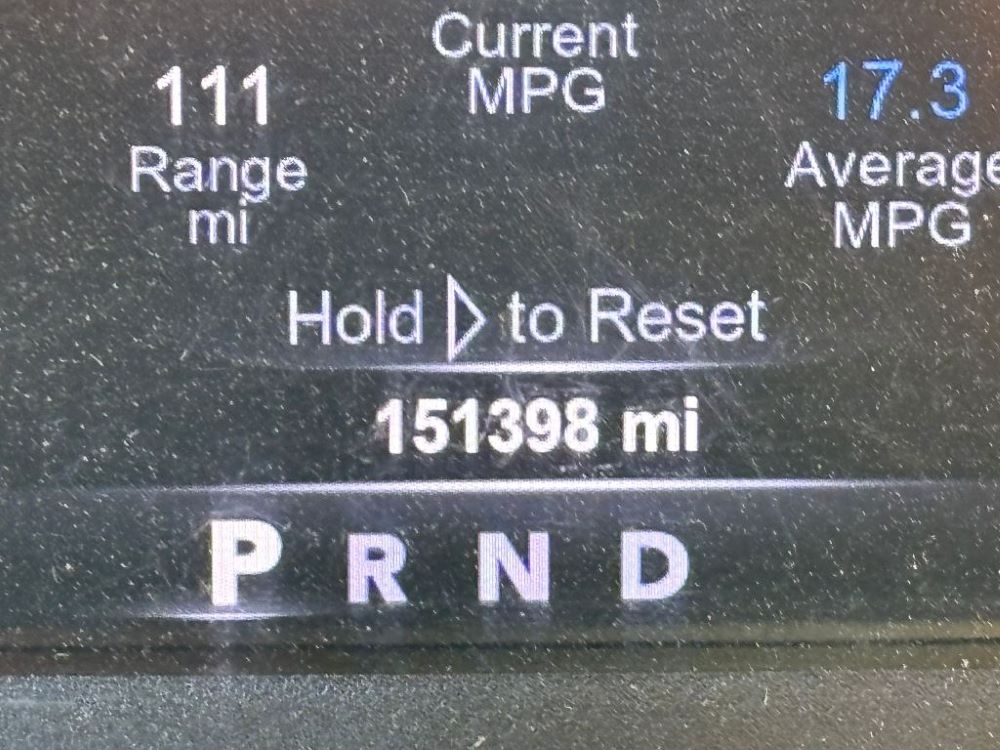 Current
MPG
111
Range
mi
17.3
Average
MPG
Hold ▷ to Reset
151398 mi
P R N D